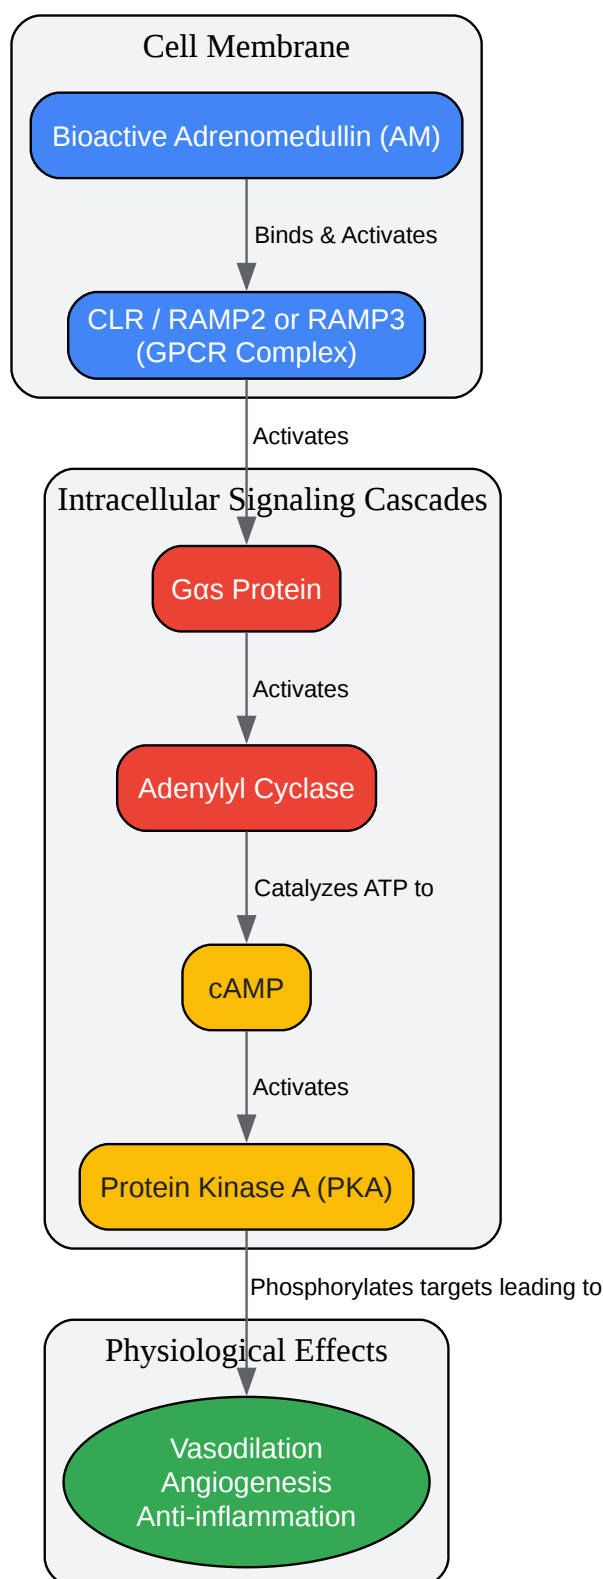 Cell Membrane
Bioactive Adrenomedullin (AM)
Binds & Activates
CLR / RAMP2 or RAMP3
(GPCR Complex)
Activates
Intracellular Signaling Cascades
Gαs Protein
Activates
Adenylyl Cyclase
Catalyzes ATP to
cAMP
Activates
Protein Kinase A (PKA)
Phosphorylates targets leading to
Physiological Effects
Vasodilation
Angiogenesis
Anti-inflammation